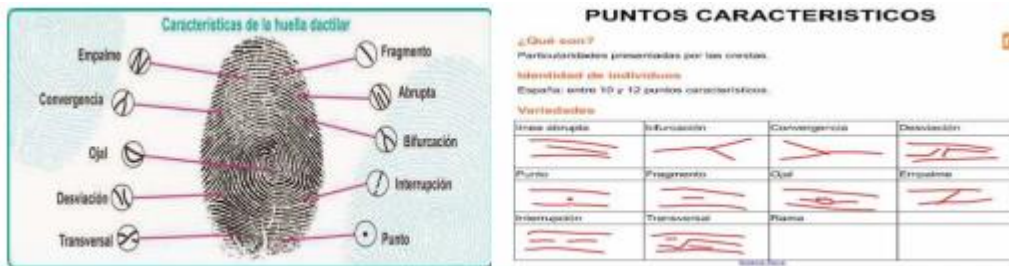 Características de la huella dactilar
Empalme
Convergencia
Ojal
Desviación
Transversal
Fragmento
Abrupta
Bifurcación
Interrupción
Punto
PUNTOS CARACTERISTICOS
¿Qué son?
Particularidades presentadas por las crestas.
Identidad de individuos
España: entre 10 y 12 puntos característicos.
Variedades
línea abrupta Bifurcación Convergencia Desviación
Punto Fragmento Ojal Empalme
Interrupción Transversal Rama